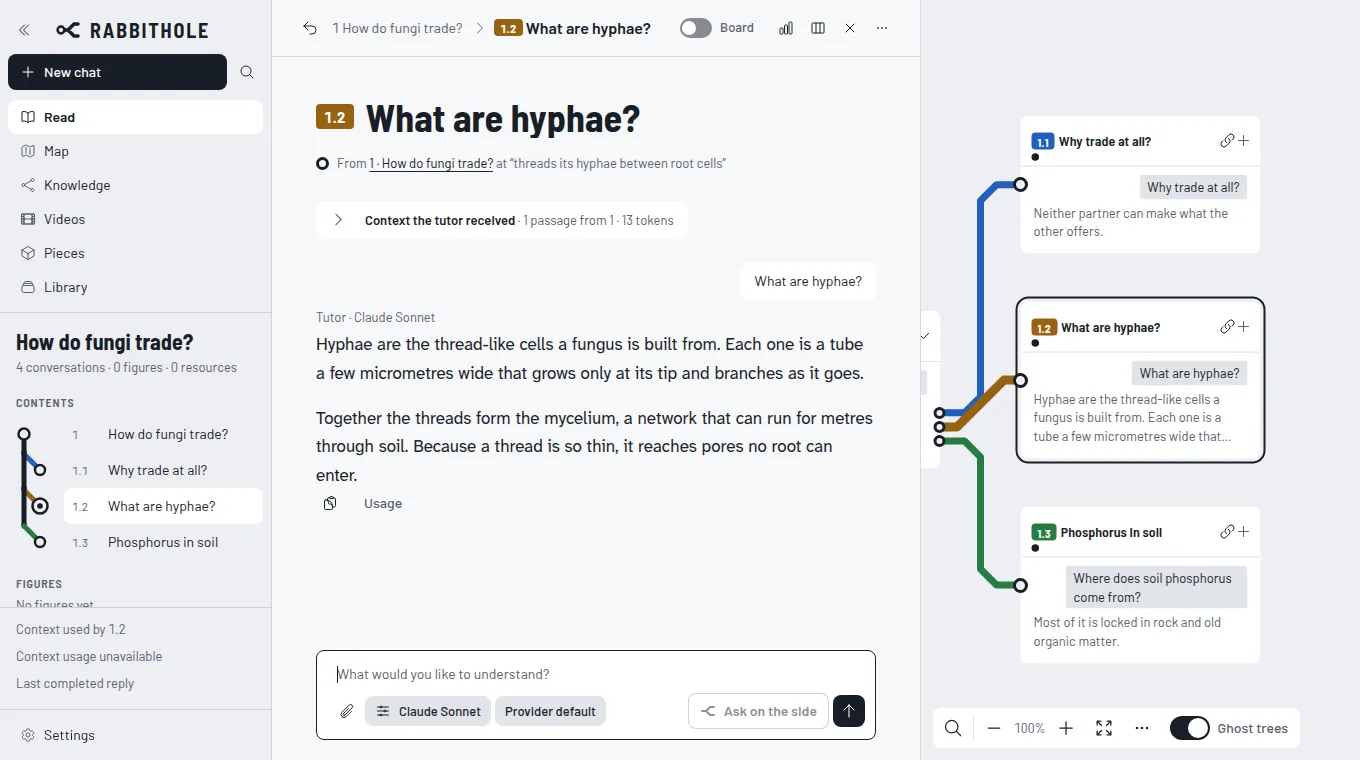 RABBITHOLE
New chat
Read
Map
Knowledge
Videos
Pieces
Library
How do fungi trade?
4 conversations · 0 figures · 0 resources
CONTENTS
1 How do fungi trade?
1.1 Why trade at all?
1.2 What are hyphae?
1.3 Phosphorus in soil
FIGURES
No figures yet
Context used by 1.2
Context usage unavailable
Last completed reply
Settings
1 How do fungi trade? 1.2 What are hyphae? Board
1.2 What are hyphae?
From 1 · How do fungi trade? at “threads its hyphae between root cells”
Context the tutor received · 1 passage from 1 · 13 tokens
What are hyphae?
Tutor · Claude Sonnet
Hyphae are the thread-like cells a fungus is built from. Each one is a tube
a few micrometres wide that grows only at its tip and branches as it goes.
Together the threads form the mycelium, a network that can run for metres
through soil. Because a thread is so thin, it reaches pores no root can
enter.
Usage
What would you like to understand?
Claude Sonnet Provider default Ask on the side
1.1 Why trade at all?
Why trade at all?
Neither partner can make what the
other offers.
1.2 What are hyphae?
What are hyphae?
Hyphae are the thread-like cells a
fungus is built from. Each one is a
tube a few micrometres wide that...
1.3 Phosphorus in soil
Where does soil phosphorus
come from?
Most of it is locked in rock and old
organic matter.
100% Ghost trees